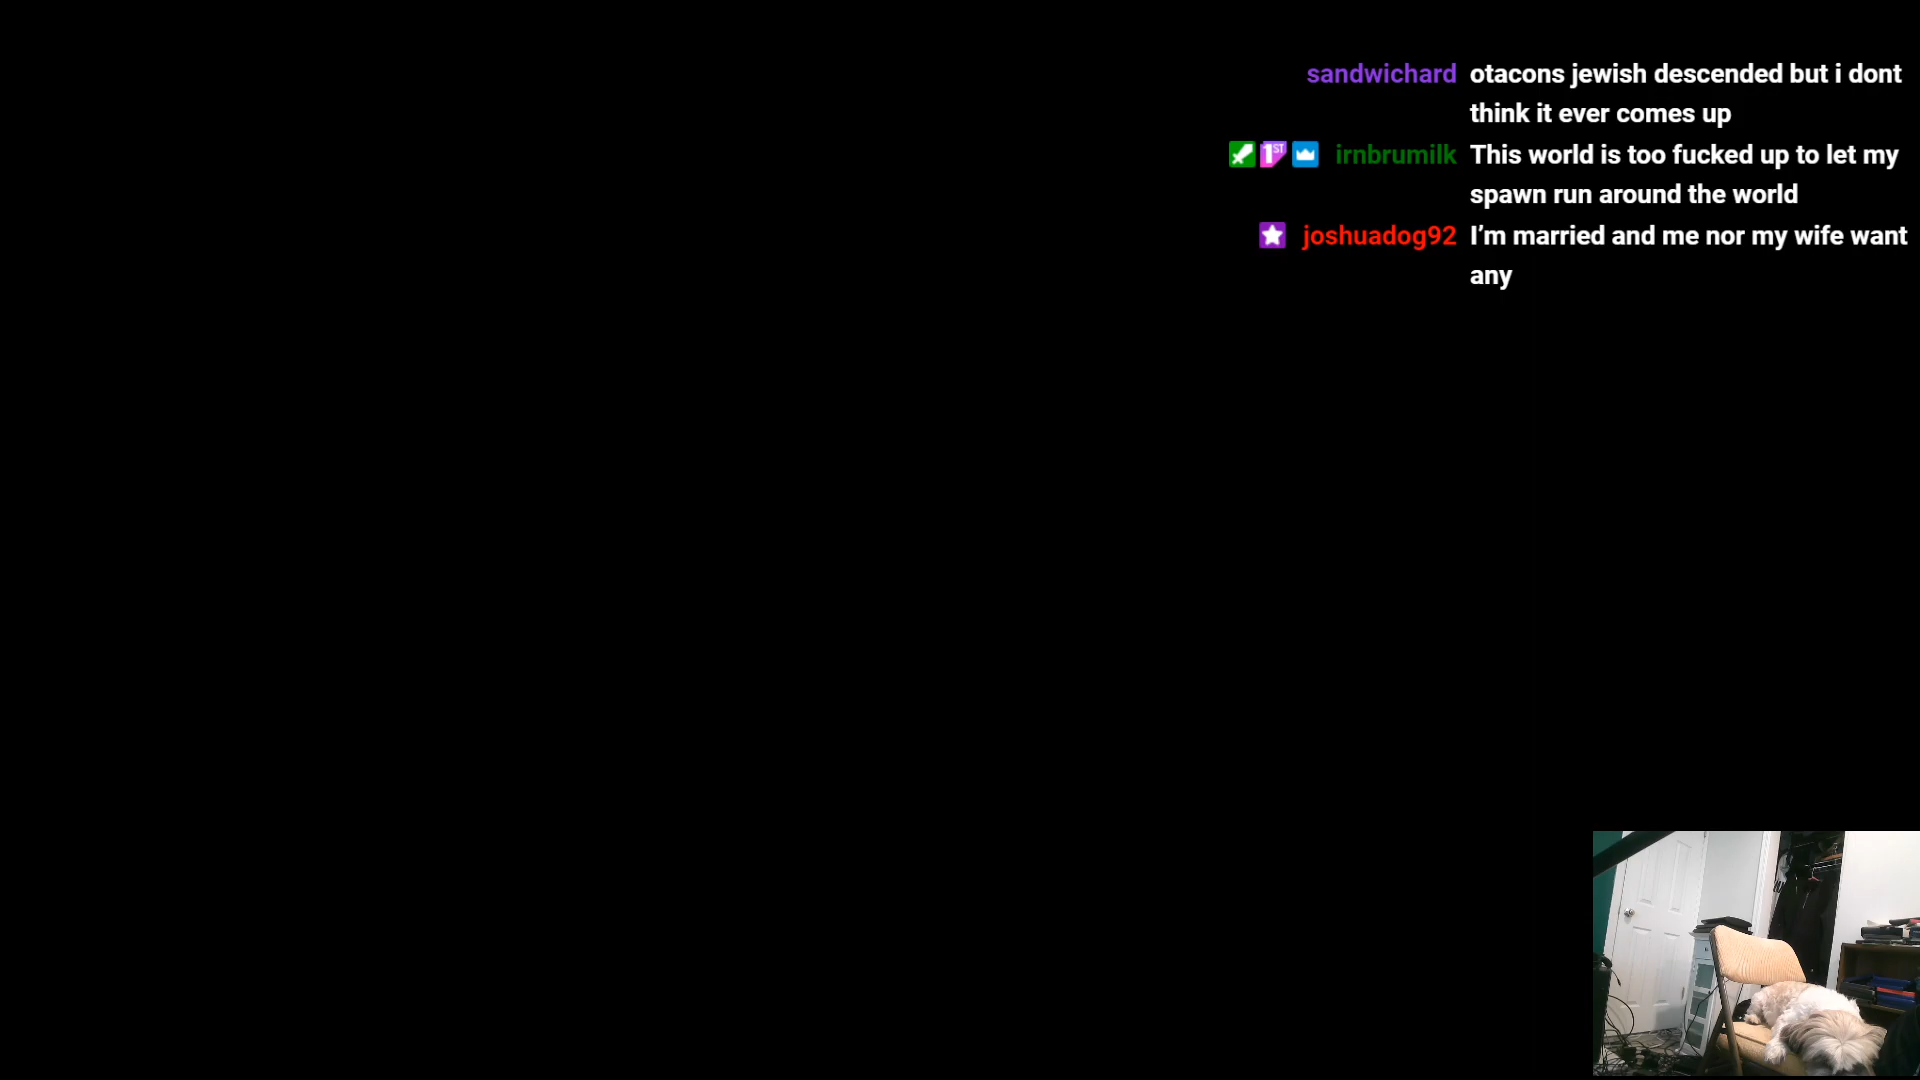 sandwichard otacons jewish descended but i dont
think it ever comes up
1ST irnbrumilk This world is too fucked up to let my
spawn run around the world
joshuadog92 I’m married and me nor my wife want
any